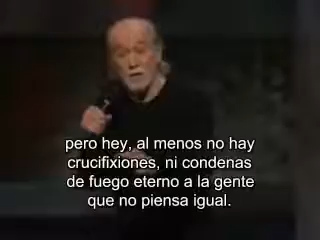 pero hey, al menos no hay
crucifixiones, ni condenas
de fuego eterno a la gente
que no piensa igual.